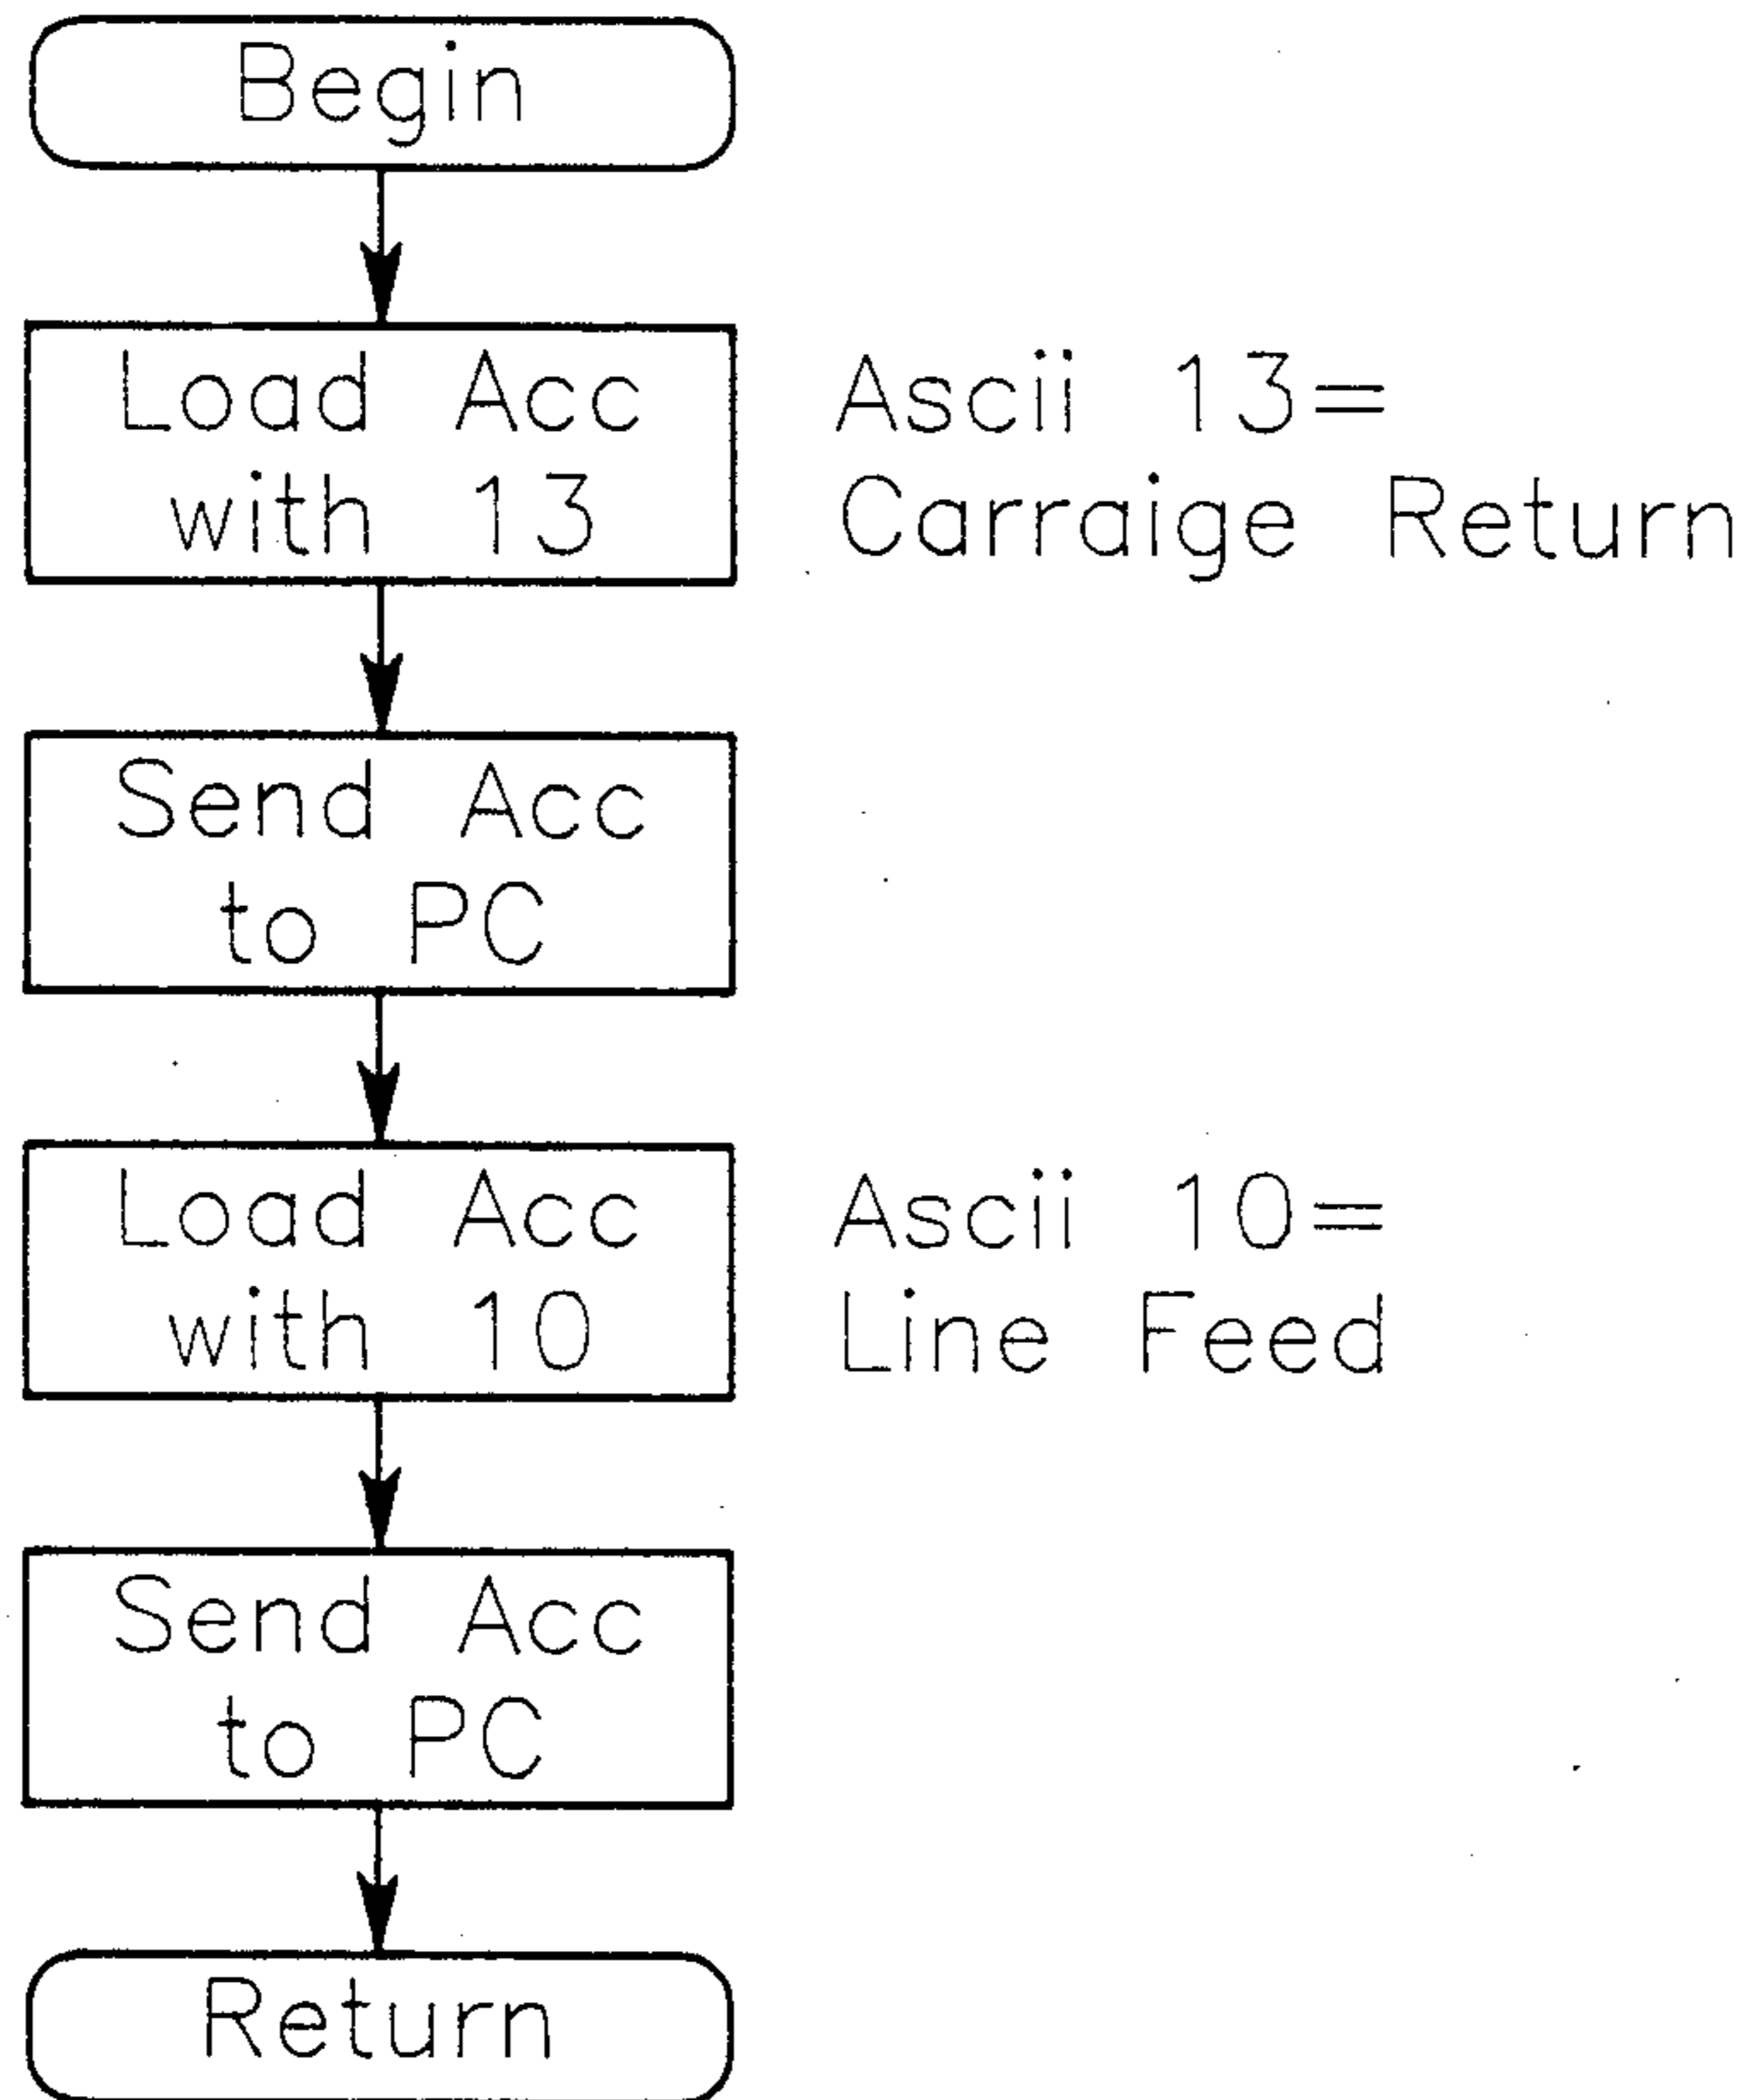 Begin
Load Acc
with 13
Ascii 13=
Carraige Return
Send Acc
to PC
Load Acc
with 10
Ascii 10=
Line Feed
Send Acc
to PC
Return